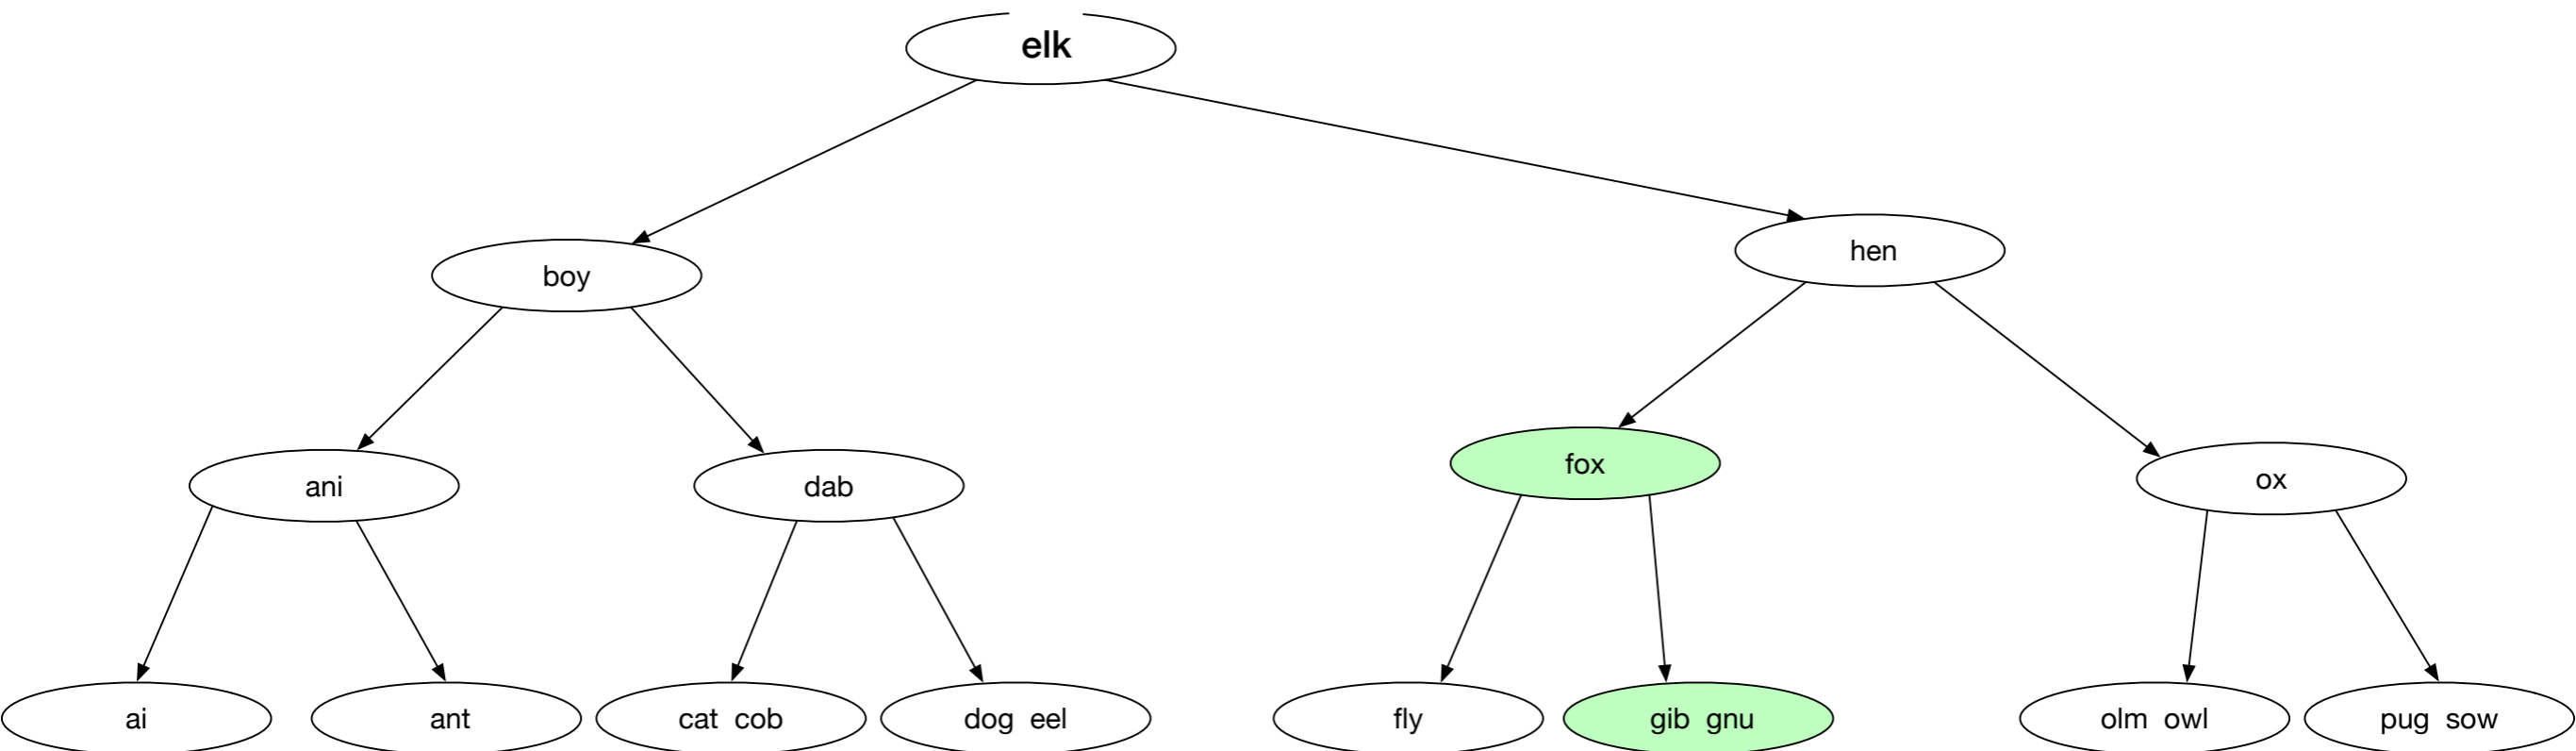 elk
boy
hen
ani
dab
fox
ox
ai
ant
cat cob
dog eel
fly
gib gnu
olm owl
pug sow